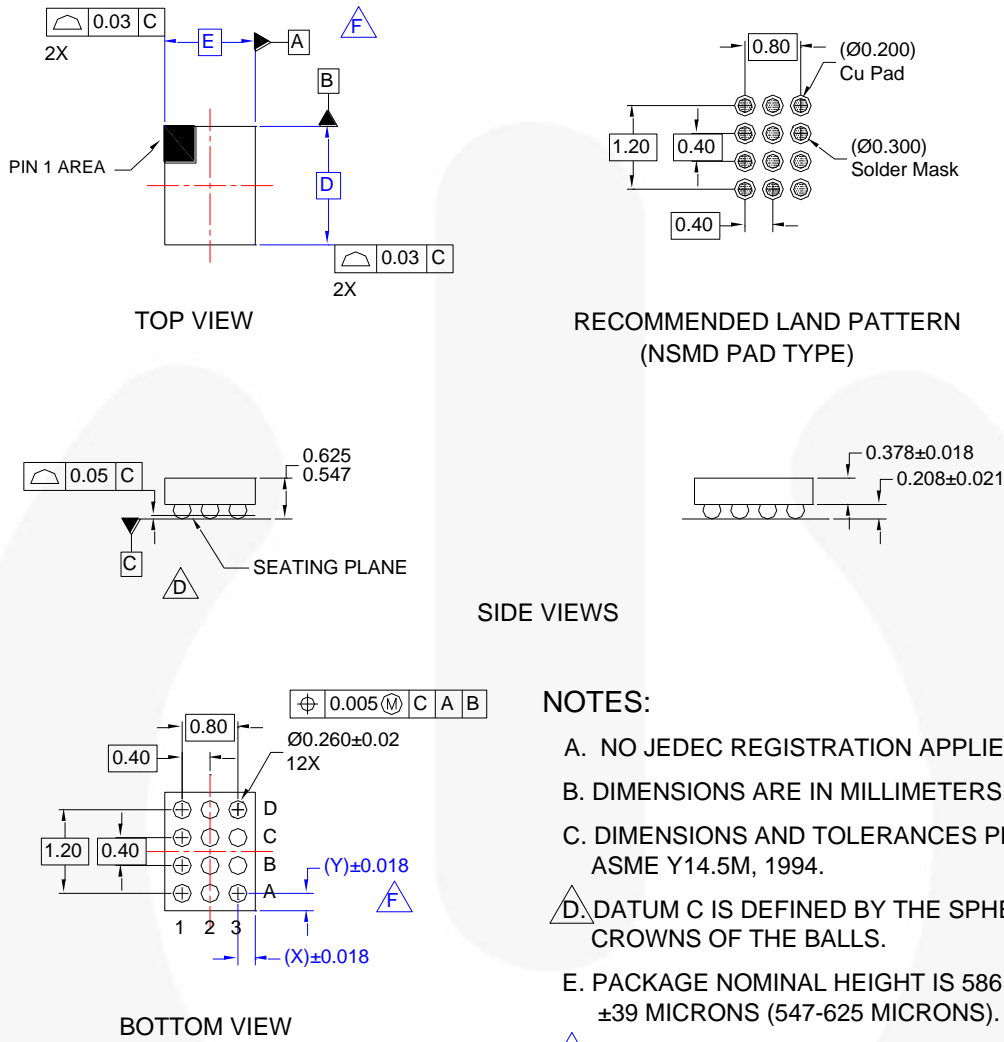 0.03 C
2X
E
A
F
B
PIN 1 AREA
D
0.03 C
2X
TOP VIEW
0.80
(Ø0.200)
Cu Pad
1.20
0.40
(Ø0.300)
Solder Mask
0.40
RECOMMENDED LAND PATTERN
(NSMD PAD TYPE)
0.05 C
0.625
0.547
C
SEATING PLANE
D
0.378±0.018
0.208±0.021
SIDE VIEWS
0.005 M C A B
0.80
Ø0.260±0.02
12X
0.40
D
C
1.20
0.40
B
(Y)±0.018
A
F
1 2 3
(X)±0.018
BOTTOM VIEW
NOTES:
A. NO JEDEC REGISTRATION APPLIE
B. DIMENSIONS ARE IN MILLIMETERS
C. DIMENSIONS AND TOLERANCES
ASME Y14.5M, 1994.
D. DATUM C IS DEFINED BY THE SPHE
CROWNS OF THE BALLS.
E. PACKAGE NOMINAL HEIGHT IS 586
±39 MICRONS (547-625 MICRONS).